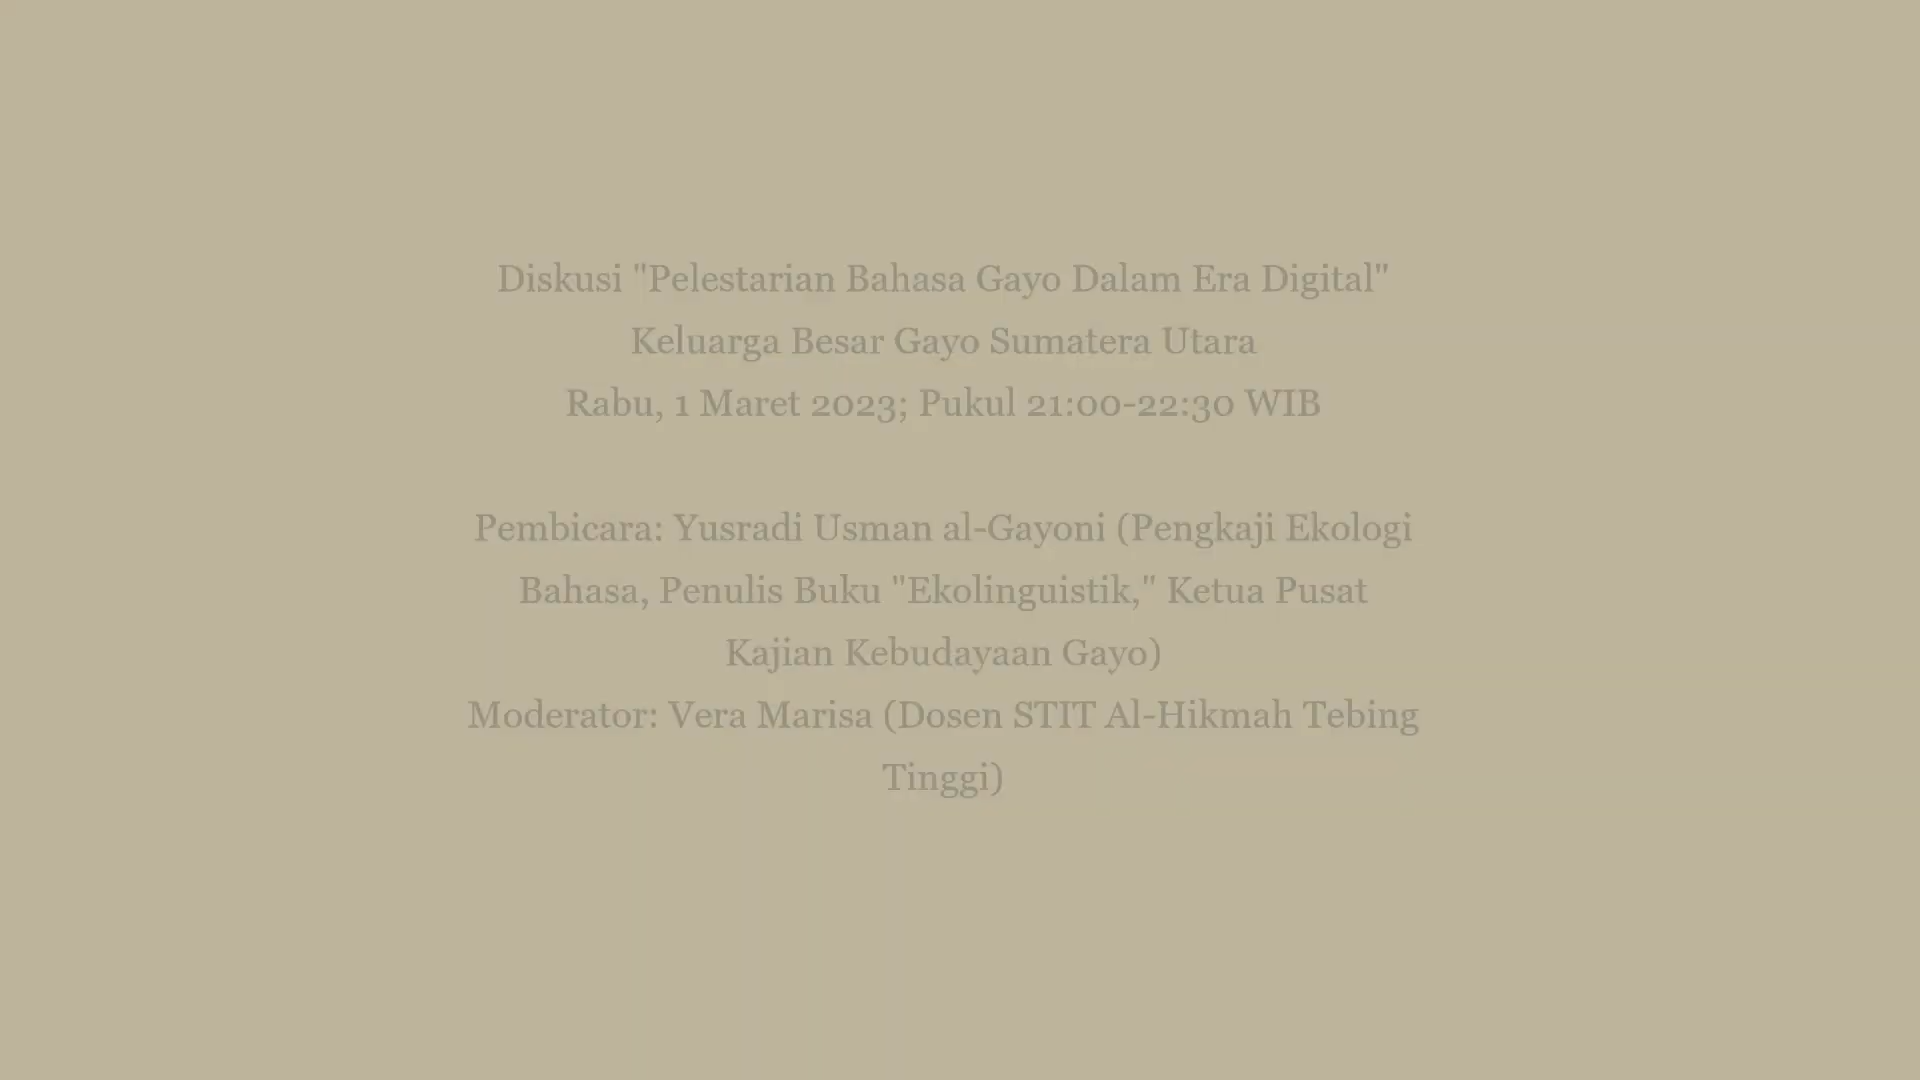 Diskusi "Pelestarian Bahasa Gayo Dalam Era Digital"
Keluarga Besar Gayo Sumatera Utara
Rabu, 1 Maret 2023; Pukul 21:00-22:30 WIB
Pembicara: Yusradi Usman al-Gayoni (Pengkaji Ekologi
Bahasa, Penulis Buku "Ekolinguistik," Ketua Pusat
Kajian Kebudayaan Gayo)
Moderator: Vera Marisa (Dosen STIT Al-Hikmah Tebing
Tinggi)